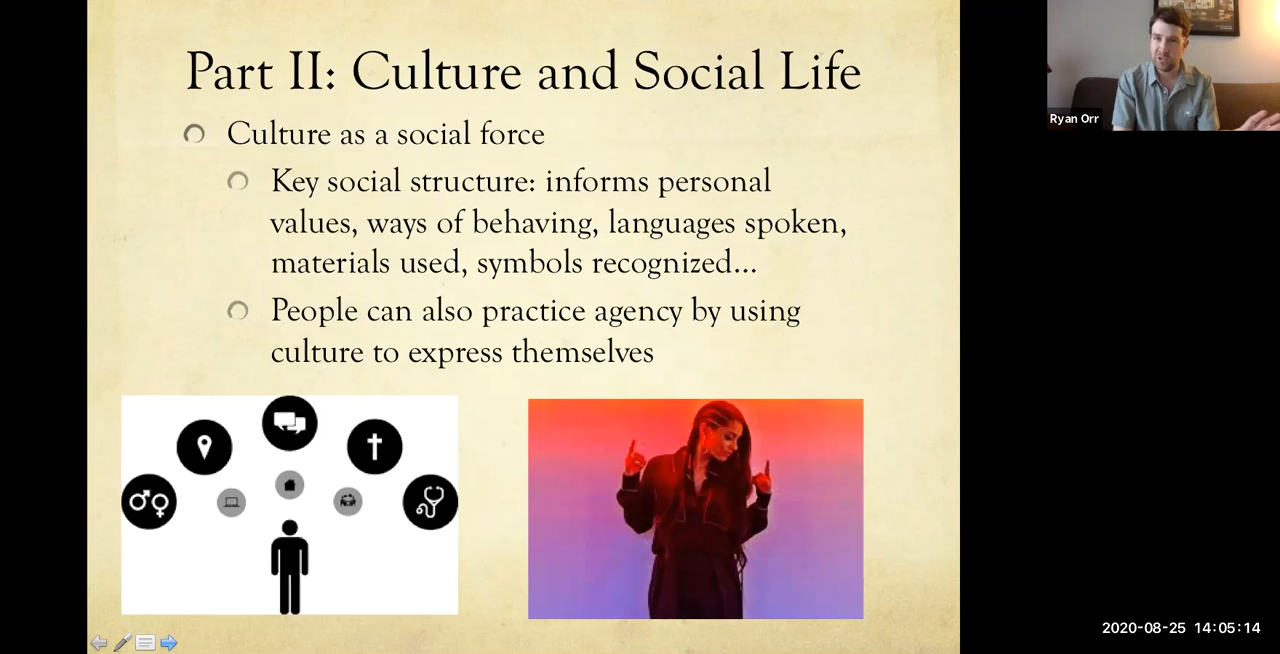 Part II: Culture and Social Life
Culture as a social force
Key social structure: informs personal
values, ways of behaving, languages spoken,
materials used, symbols recognized...
People can also practice agency by using
culture to express themselves
Ryan Orr
2020-08-25 14:05:14